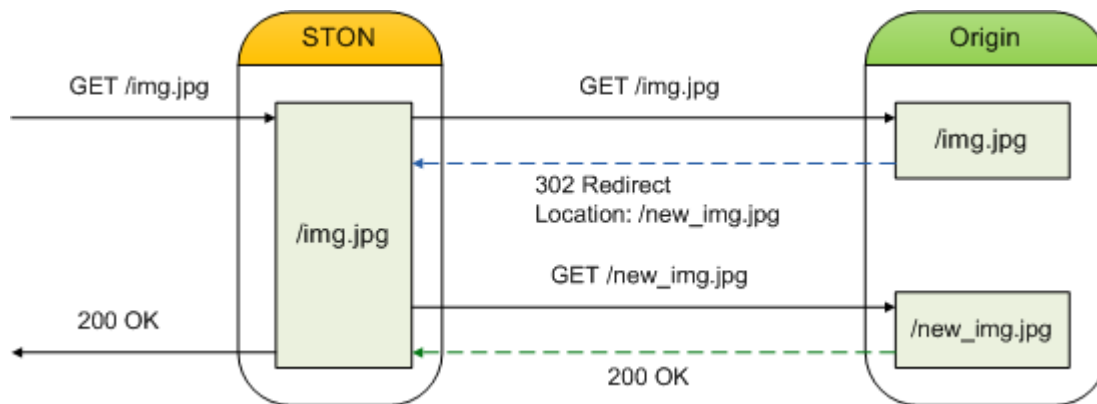 STON
Origin
GET /img.jpg
GET /img.jpg
/img.jpg
302 Redirect
Location: /new_img.jpg
/img.jpg
GET /new_img.jpg
200 OK
/new_img.jpg
200 OK